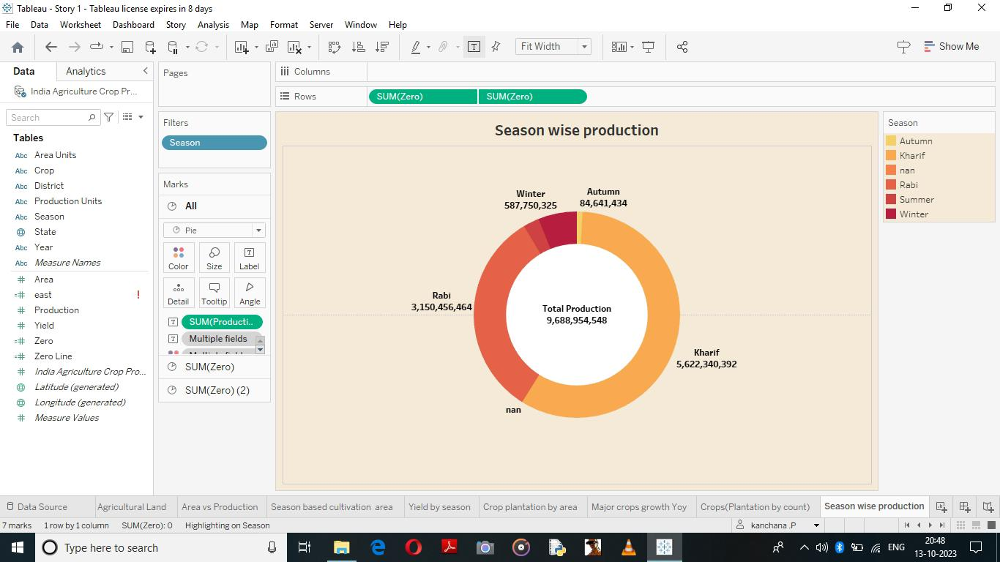 Tableau - Story 1 - Tableau license expires in 8 days
File Data Worksheet Dashboard Story Analysis Map Format Server Window Help
Fit Width
Show Me
Data Analytics
India Agriculture Crop Pr...
Search
Tables
Abc Area Units
Abc Crop
Abc District
Abc Production Units
Abc Season
State
Abc Year
Abc Measure Names
# Area
=# east !
# Production
# Yield
=# Zero
=# Zero Line
# India Agriculture Crop Pro...
Latitude (generated)
Longitude (generated)
# Measure Values
Pages
Filters
Season
Marks
All
Pie
Color Size Label
Detail Tooltip Angle
SUM(Producti..
Multiple fields
SUM(Zero)
SUM(Zero) (2)
Columns
Rows SUM(Zero) SUM(Zero)
Season wise production
Winter
587,750,325
Autumn
84,641,434
Rabi
3,150,456,464
Total Production
9,688,954,548
Kharif
5,622,340,392
nan
Season
Autumn
Kharif
nan
Rabi
Summer
Winter
Data Source Agricultural Land Area vs Production Season based cultivation area Yield by season Crop plantation by area Major crops growth Yoy Crops(Plantation by count) Season wise production
7 marks 1 row by 1 column SUM(Zero): 0 Highlighting on Season kanchana .P
Type here to search
ENG
20:48
13-10-2023